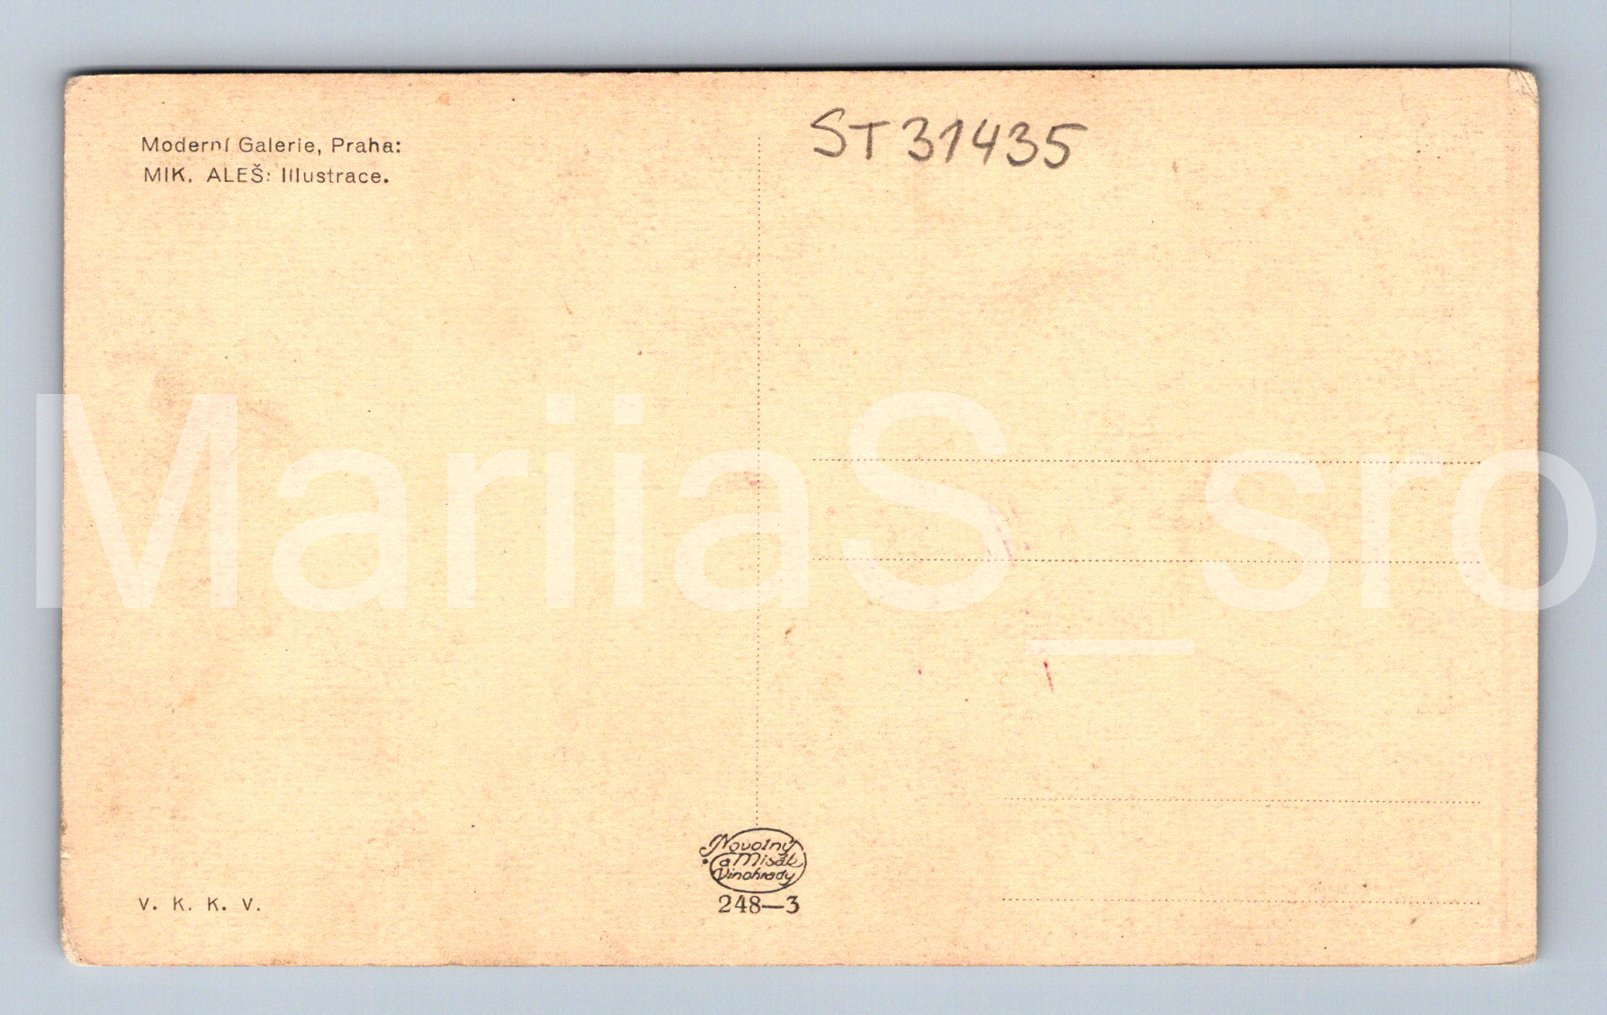 Moderní Galerie, Praha:
MIK. ALEŠ: Illustrace.
ST31435
MariiaS_sro
Novotný
a Mišák
Vinohrady
V. K. K. V.
248—3